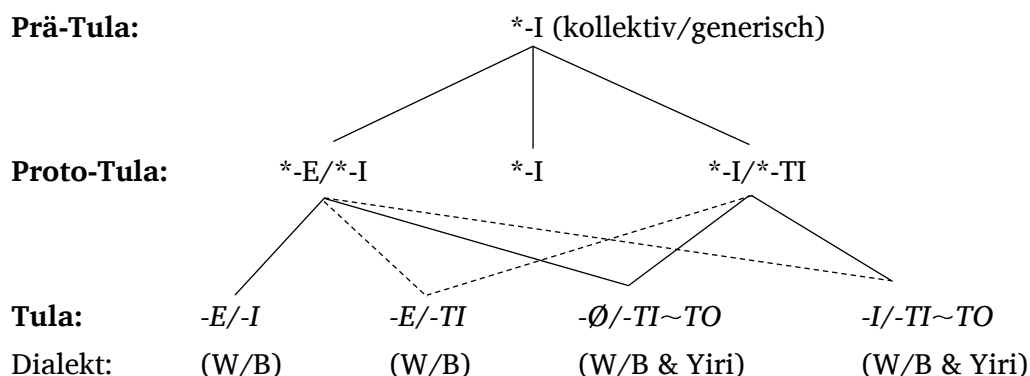 Prä-Tula: *-I (kollektiv/generisch)
Proto-Tula: *-E/*-I *-I *-I/*-TI
Tula: -E/-I -E/-TI -Ø/-TI~TO -I/-TI~TO
Dialekt: (W/B) (W/B) (W/B & Yiri) (W/B & Yiri)